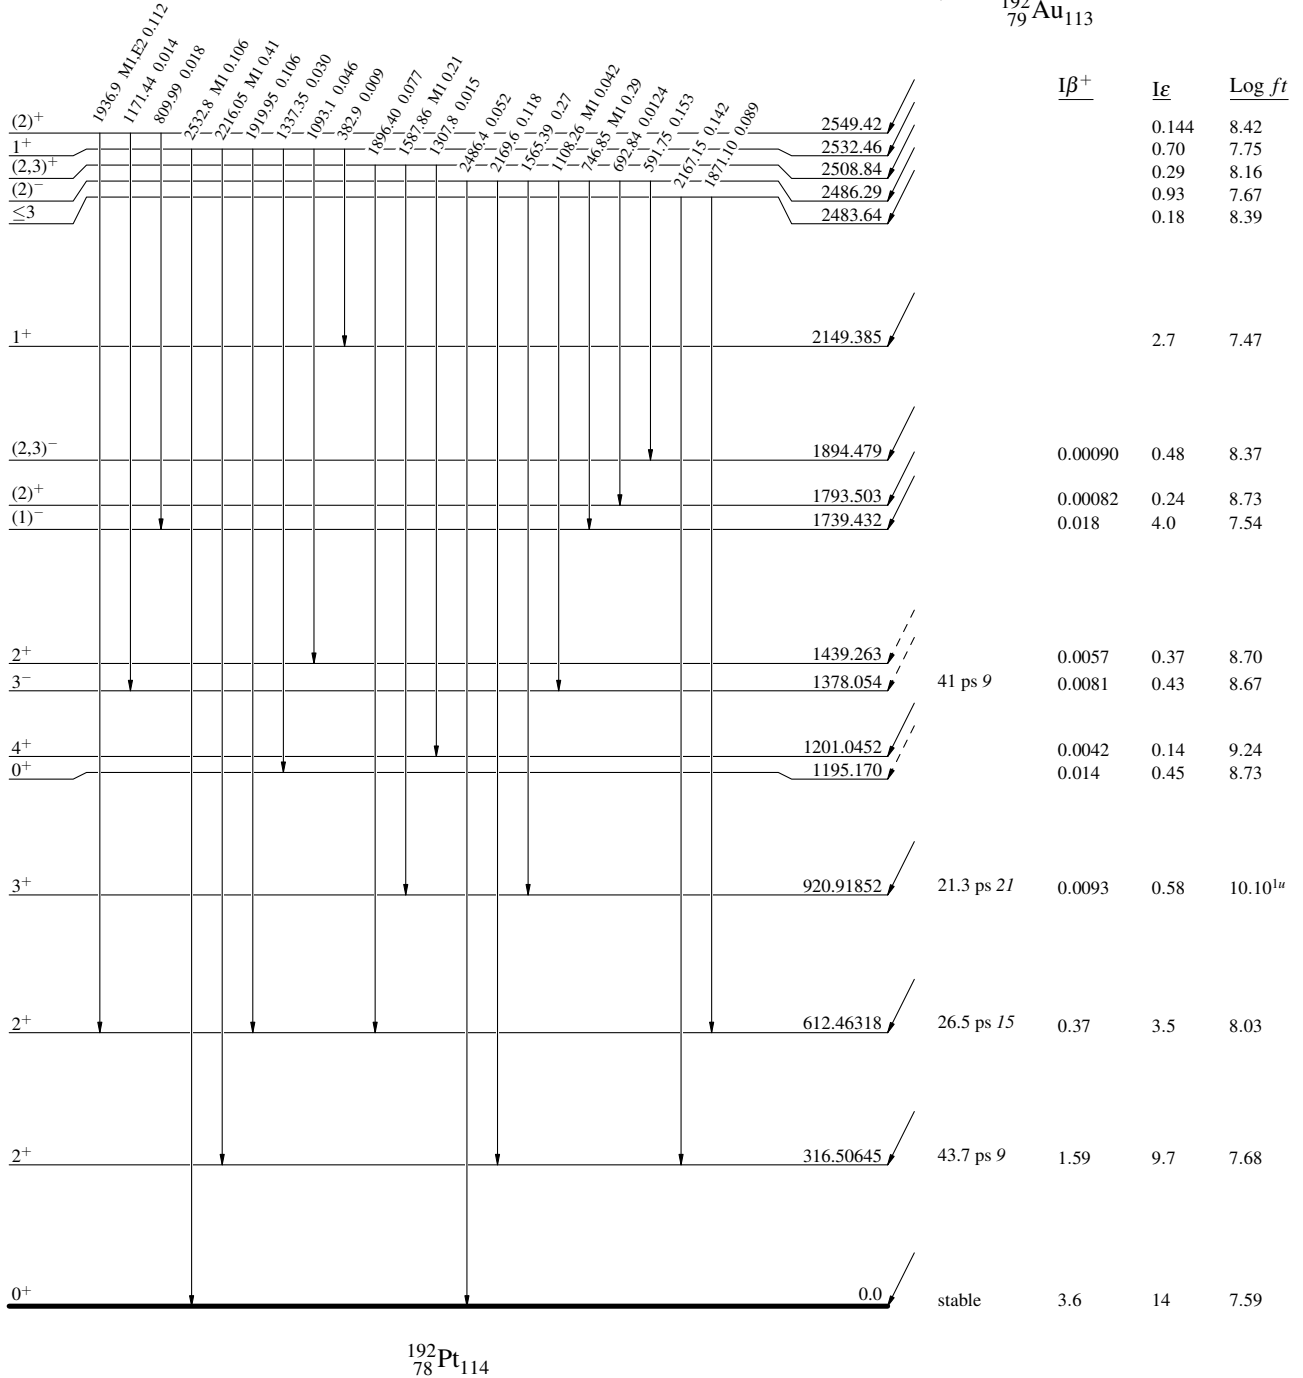 192 79 Au 113
1936.9 M1,E2 0.112
1171.44 0.014
809.99 0.018
2532.8 M1 0.106
2216.05 M1 0.41
1919.95 0.106
1337.35 0.030
1093.1 0.046
382.9 0.009
1896.40 0.077
1587.86 M1 0.21
1307.8 0.015
2486.4 0.052
2169.6 0.118
1565.39 0.27
1108.26 M1 0.042
746.85 M1 0.29
692.84 0.0124
591.75 0.153
2167.15 0.142
1871.10 0.089
Iβ+ Iε Log ft
(2)+ 2549.42 0.144 8.42
1+ 2532.46 0.70 7.75
(2,3)+ 2508.84 0.29 8.16
(2)− 2486.29 0.93 7.67
≤3 2483.64 0.18 8.39
1+ 2149.385 2.7 7.47
(2,3)− 1894.479 0.00090 0.48 8.37
(2)+ 1793.503 0.00082 0.24 8.73
(1)− 1739.432 0.018 4.0 7.54
2+ 1439.263 0.0057 0.37 8.70
3− 1378.054 41 ps 9 0.0081 0.43 8.67
4+ 1201.0452 0.0042 0.14 9.24
0+ 1195.170 0.014 0.45 8.73
3+ 920.91852 21.3 ps 21 0.0093 0.58 10.10 1u
2+ 612.46318 26.5 ps 15 0.37 3.5 8.03
2+ 316.50645 43.7 ps 9 1.59 9.7 7.68
0+ 0.0 stable 3.6 14 7.59
192 78 Pt 114